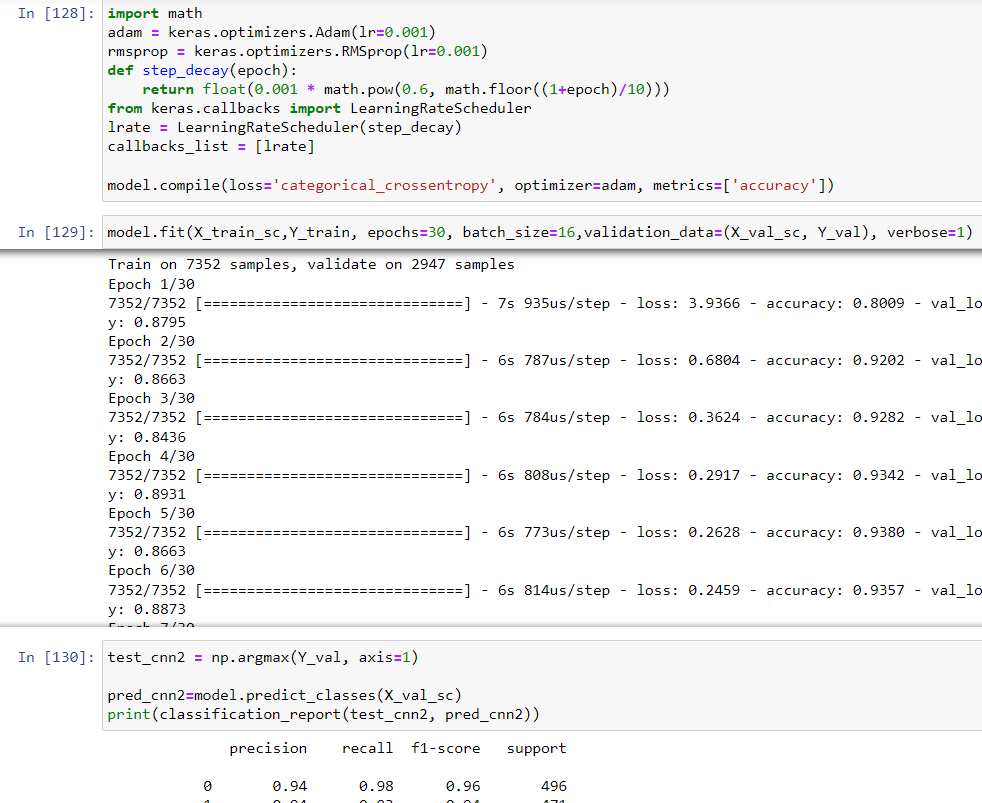 In [128]: import math
adam = keras.optimizers.Adam(lr=0.001)
rmsprop = keras.optimizers.RMSprop(lr=0.001)
def step_decay(epoch):
    return float(0.001 * math.pow(0.6, math.floor((1+epoch)/10)))
from keras.callbacks import LearningRateScheduler
lrate = LearningRateScheduler(step_decay)
callbacks_list = [lrate]
model.compile(loss='categorical_crossentropy', optimizer=adam, metrics=['accuracy'])
In [129]: model.fit(X_train_sc,Y_train, epochs=30, batch_size=16,validation_data=(X_val_sc, Y_val), verbose=1)
Train on 7352 samples, validate on 2947 samples
Epoch 1/30
7352/7352 [==============================] - 7s 935us/step - loss: 3.9366 - accuracy: 0.8009 - val_lo
y: 0.8795
Epoch 2/30
7352/7352 [==============================] - 6s 787us/step - loss: 0.6804 - accuracy: 0.9202 - val_lo
y: 0.8663
Epoch 3/30
7352/7352 [==============================] - 6s 784us/step - loss: 0.3624 - accuracy: 0.9282 - val_lo
y: 0.8436
Epoch 4/30
7352/7352 [==============================] - 6s 808us/step - loss: 0.2917 - accuracy: 0.9342 - val_lo
y: 0.8931
Epoch 5/30
7352/7352 [==============================] - 6s 773us/step - loss: 0.2628 - accuracy: 0.9380 - val_lo
y: 0.8663
Epoch 6/30
7352/7352 [==============================] - 6s 814us/step - loss: 0.2459 - accuracy: 0.9357 - val_lo
y: 0.8873
Epoch 7/30
In [130]: test_cnn2 = np.argmax(Y_val, axis=1)
pred_cnn2=model.predict_classes(X_val_sc)
print(classification_report(test_cnn2, pred_cnn2))
precision recall f1-score support
0 0.94 0.98 0.96 496